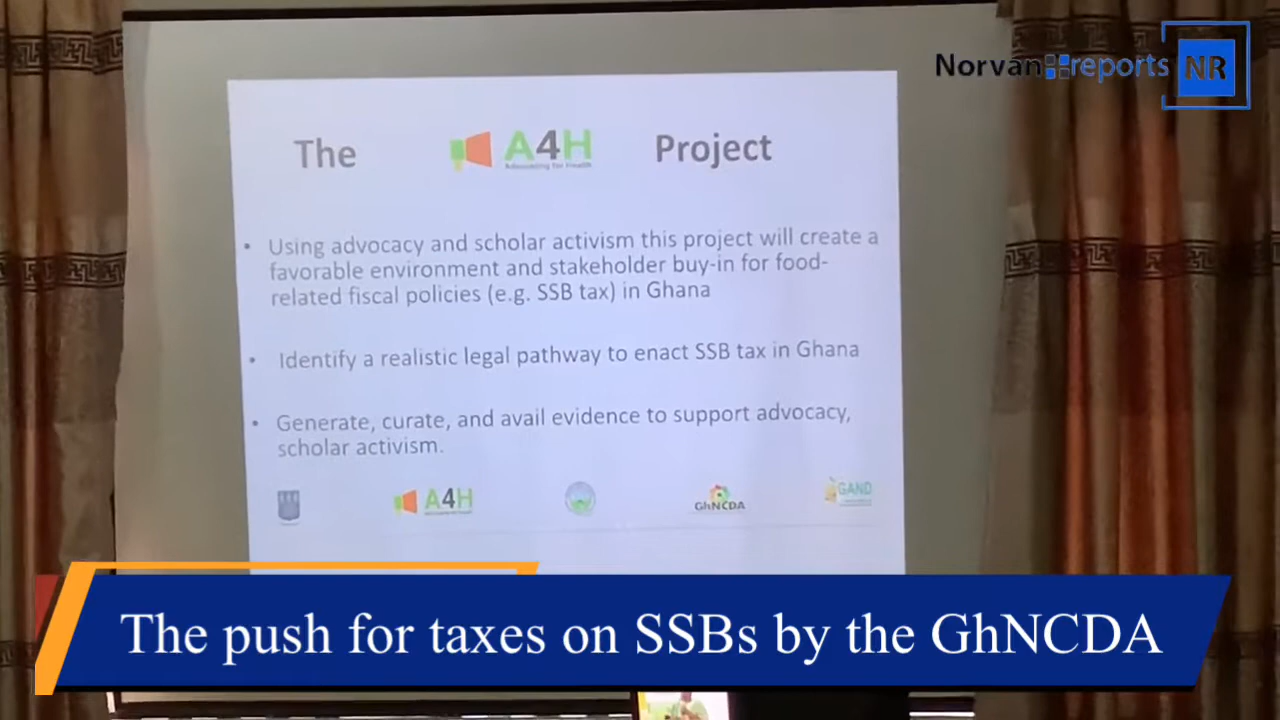 Norvan reports NR
The A4H Project
Advocating for Health
• Using advocacy and scholar activism this project will create a
favorable environment and stakeholder buy-in for food-
related fiscal policies (e.g. SSB tax) in Ghana
• Identify a realistic legal pathway to enact SSB tax in Ghana
• Generate, curate, and avail evidence to support advocacy,
scholar activism.
A4H GhNCDA GAND
The push for taxes on SSBs by the GhNCDA